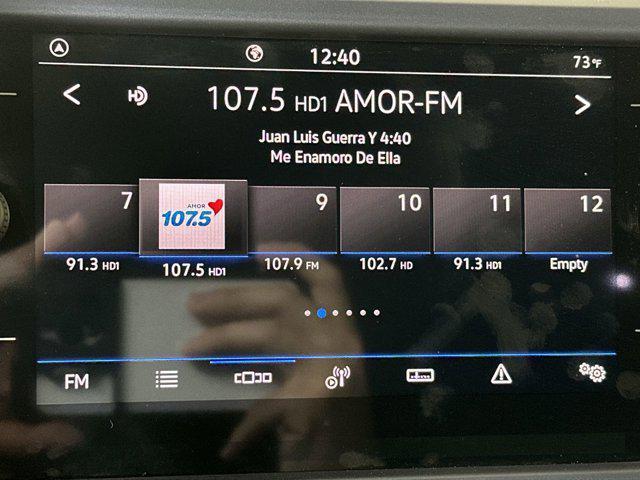 12:40
73°F
HD 107.5 HD1 AMOR-FM
Juan Luis Guerra Y 4:40
Me Enamoro De Ella
7
AMOR
107.5
9
10
11
12
91.3 HD1
107.5 HD1
107.9 FM
102.7 HD
91.3 HD1
Empty
FM